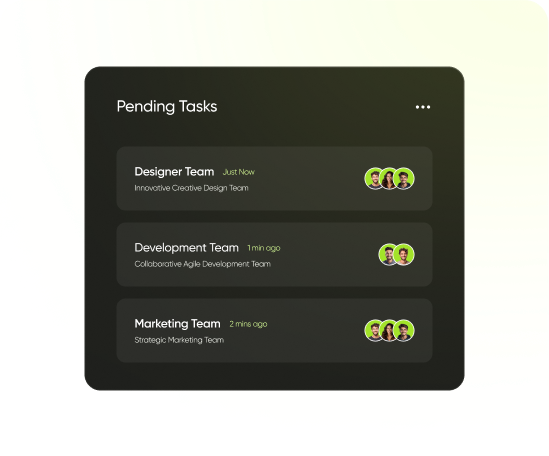 Pending Tasks
Designer Team Just Now
Innovative Creative Design Team
Development Team 1 min ago
Collaborative Agile Development Team
Marketing Team 2 mins ago
Strategic Marketing Team